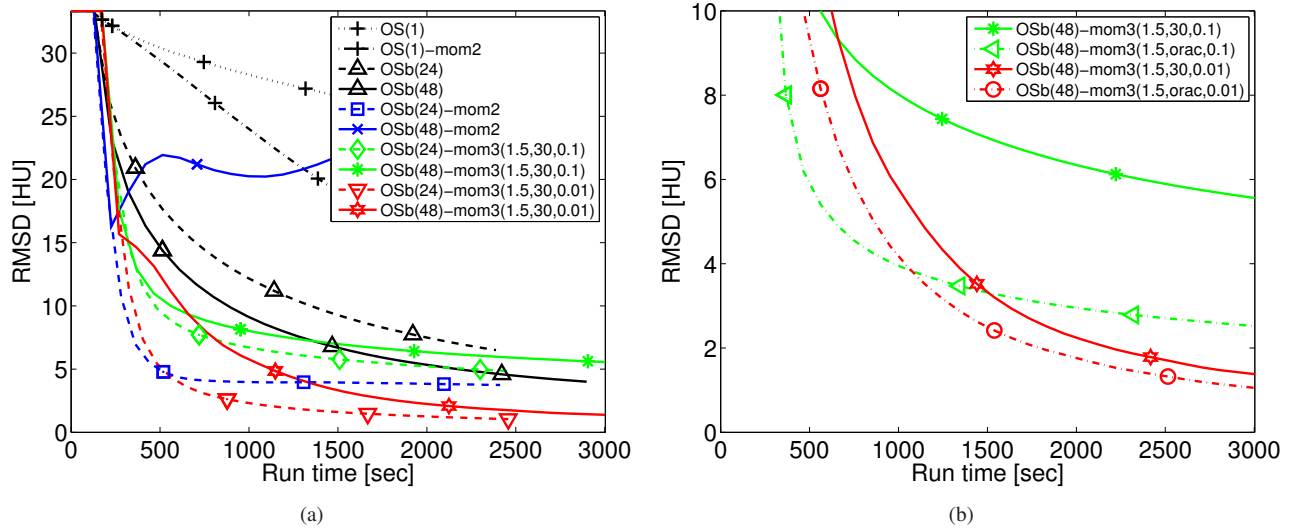 RMSD [HU]
30
25
20
15
10
5
0
0 500 1000 1500 2000 2500 3000
Run time [sec]
OS(1)
OS(1)−mom2
OSb(24)
OSb(48)
OSb(24)−mom2
OSb(48)−mom2
OSb(24)−mom3(1.5,30,0.1)
OSb(48)−mom3(1.5,30,0.1)
OSb(24)−mom3(1.5,30,0.01)
OSb(48)−mom3(1.5,30,0.01)
(a)
RMSD [HU]
10
8
6
4
2
0
0 500 1000 1500 2000 2500 3000
Run time [sec]
OSb(48)−mom3(1.5,30,0.1)
OSb(48)−mom3(1.5,orac,0.1)
OSb(48)−mom3(1.5,30,0.01)
OSb(48)−mom3(1.5,orac,0.01)
(b)